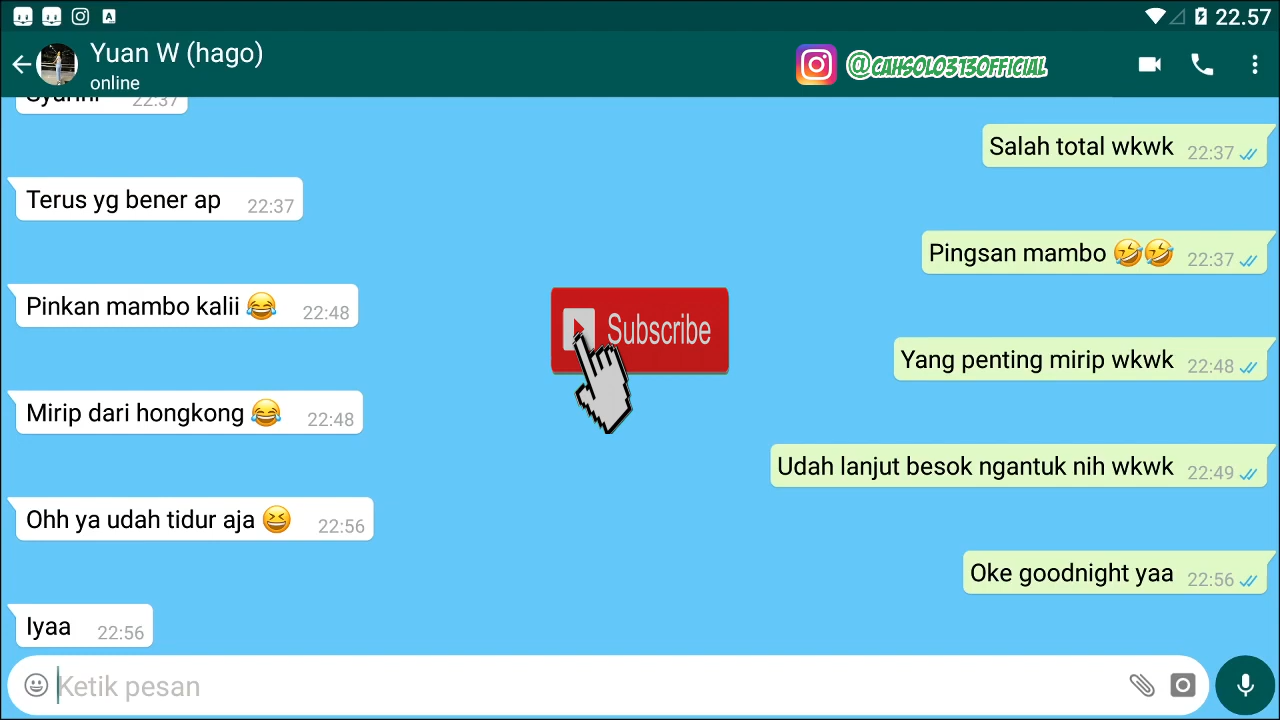 22.57
Yuan W (hago)
online
@CAHSOLO313OFFICIAL
Syarini 22:37
Salah total wkwk 22:37
Terus yg bener ap 22:37
Pingsan mambo 🤣🤣 22:37
Pinkan mambo kalii 😂 22:48
Subscribe
Yang penting mirip wkwk 22:48
Mirip dari hongkong 😂 22:48
Udah lanjut besok ngantuk nih wkwk 22:49
Ohh ya udah tidur aja 😆 22:56
Oke goodnight yaa 22:56
Iyaa 22:56
Ketik pesan